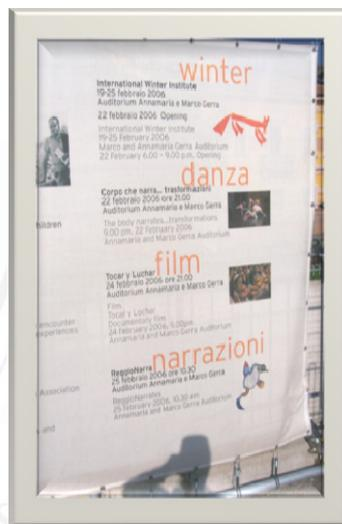 winter
International Winter Institute
19-25 febbraio 2006
Auditorium Annamaria e Marco Gerra
22 febbraio 2006 Opening
International Winter Institute
19-25 February 2006
Marco and Annamaria Gerra Auditorium
22 February 6.00 - 9.00 p.m. Opening
danza
Corpo che narra... trasformazioni
22 febbraio 2006 ore 21.00
Auditorium Annamaria e Marco Gerra
The body narrates...transformations
9.00 pm, 22 February 2006
Annamaria and Marco Gerra Auditorium
film
Tocar y Luchar
24 febbraio 2006 ore 21.00
Auditorium Annamaria e Marco Gerra
Film
Tocar y Luchar
Documentary film
24 February 2006, 9.00pm
Annamaria and Marco Gerra Auditorium
narrazioni
ReggioNarra
25 febbraio 2006 ore 10.30
Auditorium Annamaria e Marco Gerra
ReggioNarrates
25 February 2006, 10.30 am
Annamaria and Marco Gerra Auditorium
encounter
experiences
Association
and